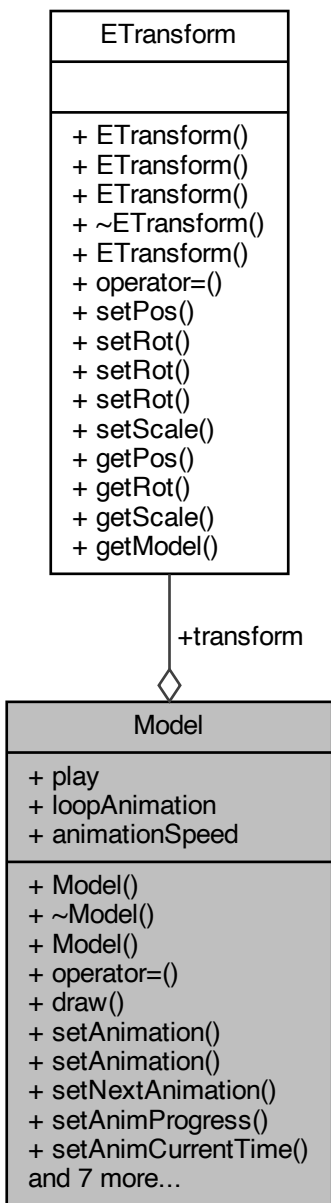 ETransform
+ ETransform()
+ ETransform()
+ ETransform()
+ ~ETransform()
+ ETransform()
+ operator=()
+ setPos()
+ setRot()
+ setRot()
+ setRot()
+ setScale()
+ getPos()
+ getRot()
+ getScale()
+ getModel()
+transform
Model
+ play
+ loopAnimation
+ animationSpeed
+ Model()
+ ~Model()
+ Model()
+ operator=()
+ draw()
+ setAnimation()
+ setAnimation()
+ setNextAnimation()
+ setAnimProgress()
+ setAnimCurrentTime()
and 7 more...